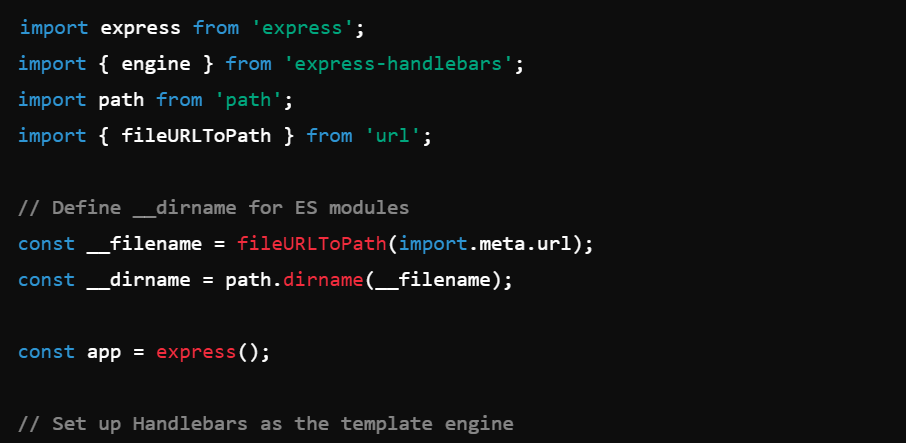 import express from 'express';
import { engine } from 'express-handlebars';
import path from 'path';
import { fileURLToPath } from 'url';
// Define __dirname for ES modules
const __filename = fileURLToPath(import.meta.url);
const __dirname = path.dirname(__filename);
const app = express();
// Set up Handlebars as the template engine